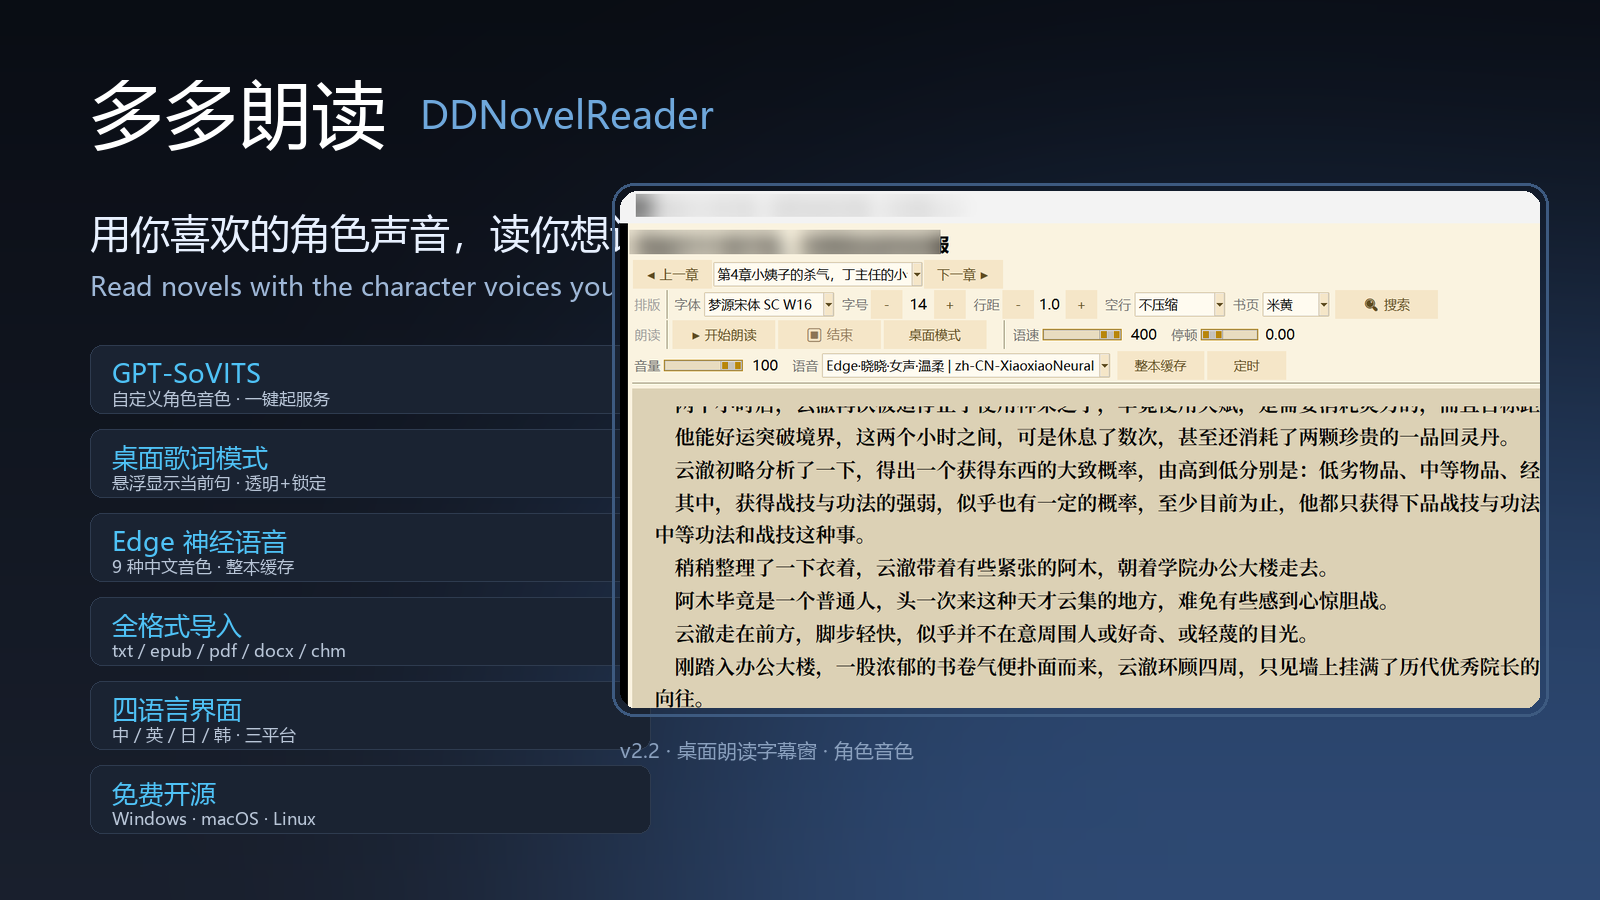 多多朗读 DDNovelReader
用你喜欢的角色声音，读你想
Read novels with the character voices you
GPT-SoVITS
自定义角色音色 · 一键起服务
桌面歌词模式
悬浮显示当前句 · 透明+锁定
Edge 神经语音
9 种中文音色 · 整本缓存
全格式导入
txt / epub / pdf / docx / chm
四语言界面
中 / 英 / 日 / 韩 · 三平台
免费开源
Windows · macOS · Linux
◂ 上一章 第4章小姨子的杀气，丁主任的小 下一章 ▸
排版 字体 梦源宋体 SC W16 字号 - 14 + 行距 - 1.0 + 空行 不压缩 书页 米黄 搜索
朗读 ▸ 开始朗读 结束 桌面模式 语速 400 停顿 0.00
音量 100 语音 Edge·晓晓·女声·温柔 | zh-CN-XiaoxiaoNeural 整本缓存 定时
他能好运突破境界，这两个小时之间，可是休息了数次，甚至还消耗了两颗珍贵的一品回灵丹。
云澈初略分析了一下，得出一个获得东西的大致概率，由高到低分别是：低劣物品、中等物品、经
其中，获得战技与功法的强弱，似乎也有一定的概率，至少目前为止，他都只获得下品战技与功法
中等功法和战技这种事。
稍稍整理了一下衣着，云澈带着有些紧张的阿木，朝着学院办公大楼走去。
阿木毕竟是一个普通人，头一次来这种天才云集的地方，难免有些感到心惊胆战。
云澈走在前方，脚步轻快，似乎并不在意周围人或好奇、或轻蔑的目光。
刚踏入办公大楼，一股浓郁的书卷气便扑面而来，云澈环顾四周，只见墙上挂满了历代优秀院长的
向往。
v2.2 · 桌面朗读字幕窗 · 角色音色